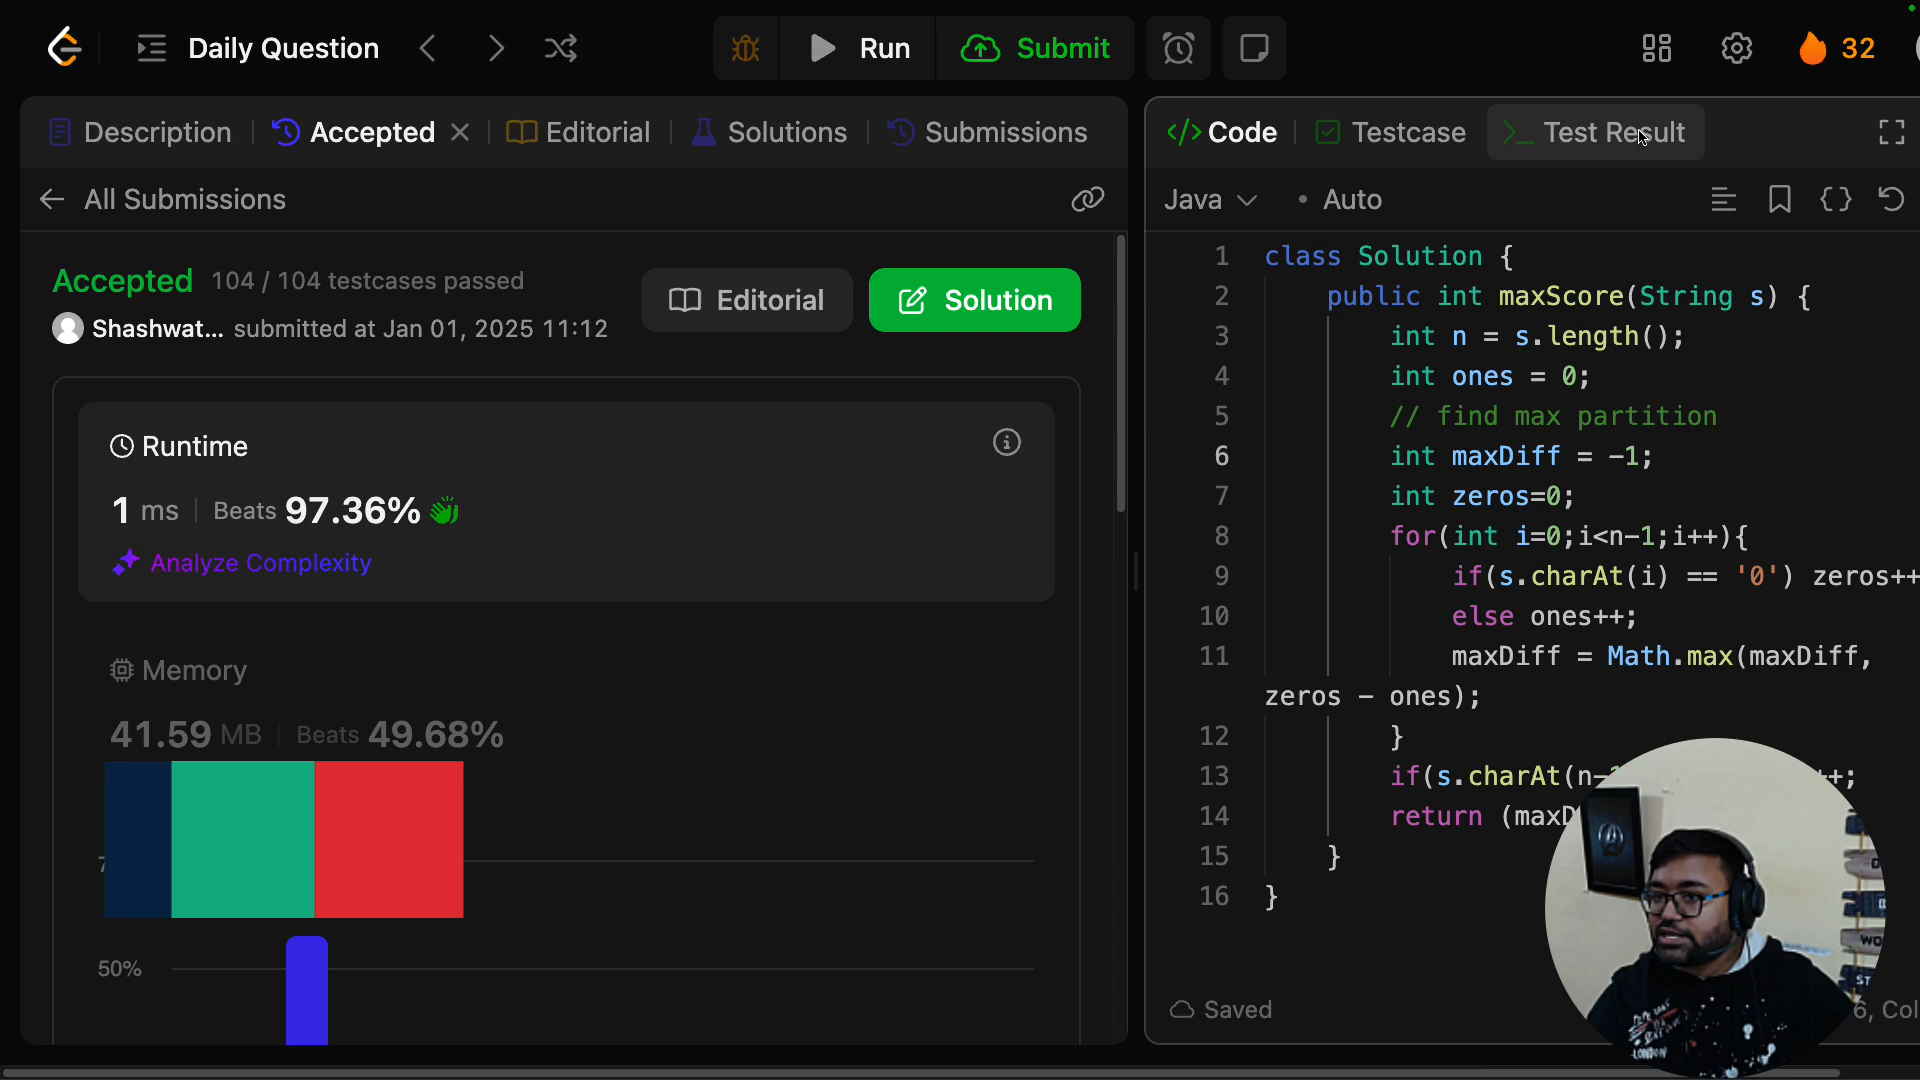 Daily Question
Run
Submit
32
Description
Accepted
Editorial
Solutions
Submissions
All Submissions
Accepted 104 / 104 testcases passed
Shashwat... submitted at Jan 01, 2025 11:12
Editorial
Solution
Runtime
1 ms | Beats 97.36%
Analyze Complexity
Memory
41.59 MB | Beats 49.68%
50%
</> Code
Testcase
>_ Test Result
Java
• Auto
1 class Solution {
2 public int maxScore(String s) {
3 int n = s.length();
4 int ones = 0;
5 // find max partition
6 int maxDiff = -1;
7 int zeros=0;
8 for(int i=0;i<n-1;i++){
9 if(s.charAt(i) == '0') zeros++
10 else ones++;
11 maxDiff = Math.max(maxDiff,
zeros - ones);
12 }
13 if(s.charAt(n-
14 return (maxD
15 }
16 }
Saved
6, Col